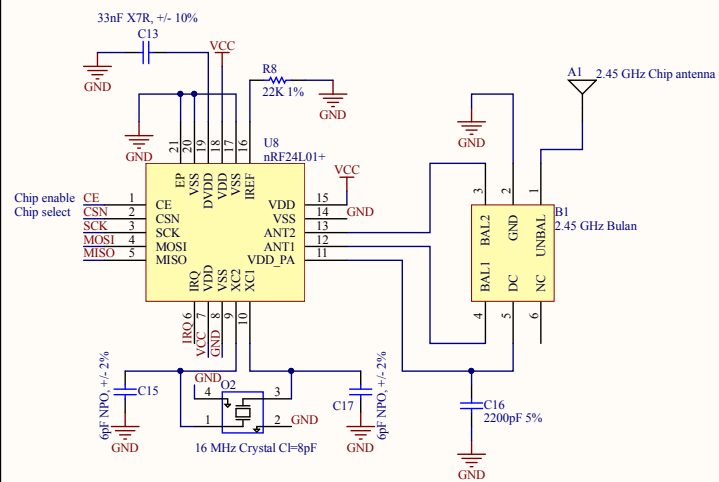 33nF X7R, +/- 10%
C13
VCC
GND
R8
22K 1%
GND
A1
2.45 GHz Chip antenna
GND
GND
U8
nRF24L01+
21
20
19
18
17
16
EP
VSS
DVDD
VDD
VSS
IREF
VCC
Chip enable
Chip select
CE 1 CE
CSN 2 CSN
SCK 3 SCK
MOSI 4 MOSI
MISO 5 MISO
VDD 15
VSS 14 GND
ANT2 13
ANT1 12
VDD_PA 11
IRQ
VDD
VSS
XC2
XC1
IRQ 6
VCC 7
GND 8
9
10
3
2
1
BAL2
GND
UNBAL
B1
2.45 GHz Bulan
BAL1
DC
NC
4
5
6
C15
6pF NPO, +/- 2%
GND
GND
O2
4
3
1
2
GND
16 MHz Crystal Cl=8pF
C17
6pF NPO, +/- 2%
GND
C16
2200pF 5%
GND